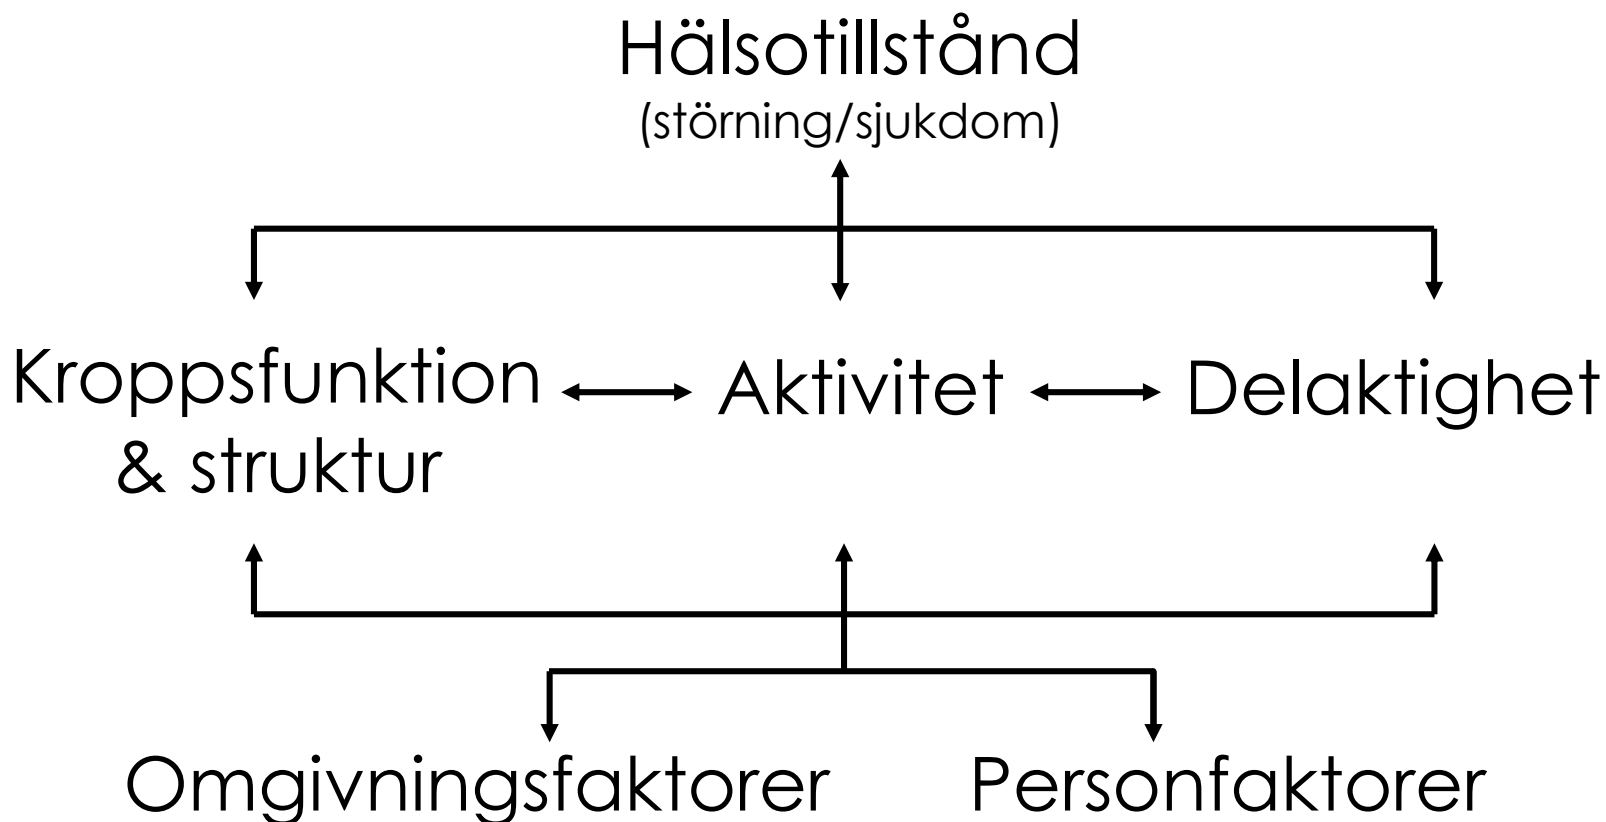 Hälsotillstånd
(störning/sjukdom)
Kroppsfunktion
& struktur
Aktivitet
Delaktighet
Omgivningsfaktorer
Personfaktorer